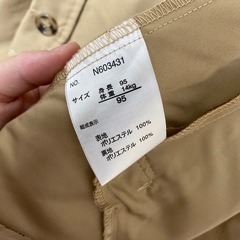 NO. N603431
サイズ 身長 95
体重 14kg
95
組成表示
表地
ポリエステル 100%
裏地
ポリエステル 100%